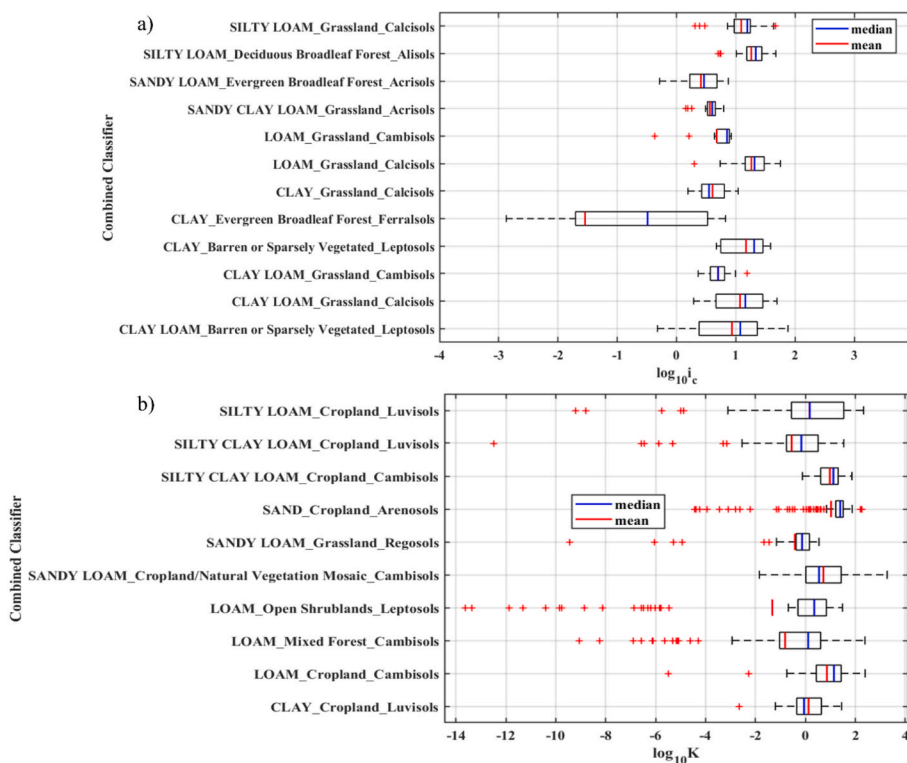 a)
SILTY LOAM_Grassland_Calcisols
SILTY LOAM_Deciduous Broadleaf Forest_Alisols
SANDY LOAM_Evergreen Broadleaf Forest_Acrisols
SANDY CLAY LOAM_Grassland_Acrisols
LOAM_Grassland_Cambisols
LOAM_Grassland_Calcisols
CLAY_Grassland_Calcisols
CLAY_Evergreen Broadleaf Forest_Ferralsols
CLAY_Barren or Sparsely Vegetated_Leptosols
CLAY LOAM_Grassland_Cambisols
CLAY LOAM_Grassland_Calcisols
CLAY LOAM_Barren or Sparsely Vegetated_Leptosols
Combined Classifier
median
mean
-4 -3 -2 -1 0 1 2 3 4
log10ic
b)
SILTY LOAM_Cropland_Luvisols
SILTY CLAY LOAM_Cropland_Luvisols
SILTY CLAY LOAM_Cropland_Cambisols
SAND_Cropland_Arenosols
SANDY LOAM_Grassland_Regosols
SANDY LOAM_Cropland/Natural Vegetation Mosaic_Cambisols
LOAM_Open Shrublands_Leptosols
LOAM_Mixed Forest_Cambisols
LOAM_Cropland_Cambisols
CLAY_Cropland_Luvisols
Combined Classifier
median
mean
-14 -12 -10 -8 -6 -4 -2 0 2 4
log10K